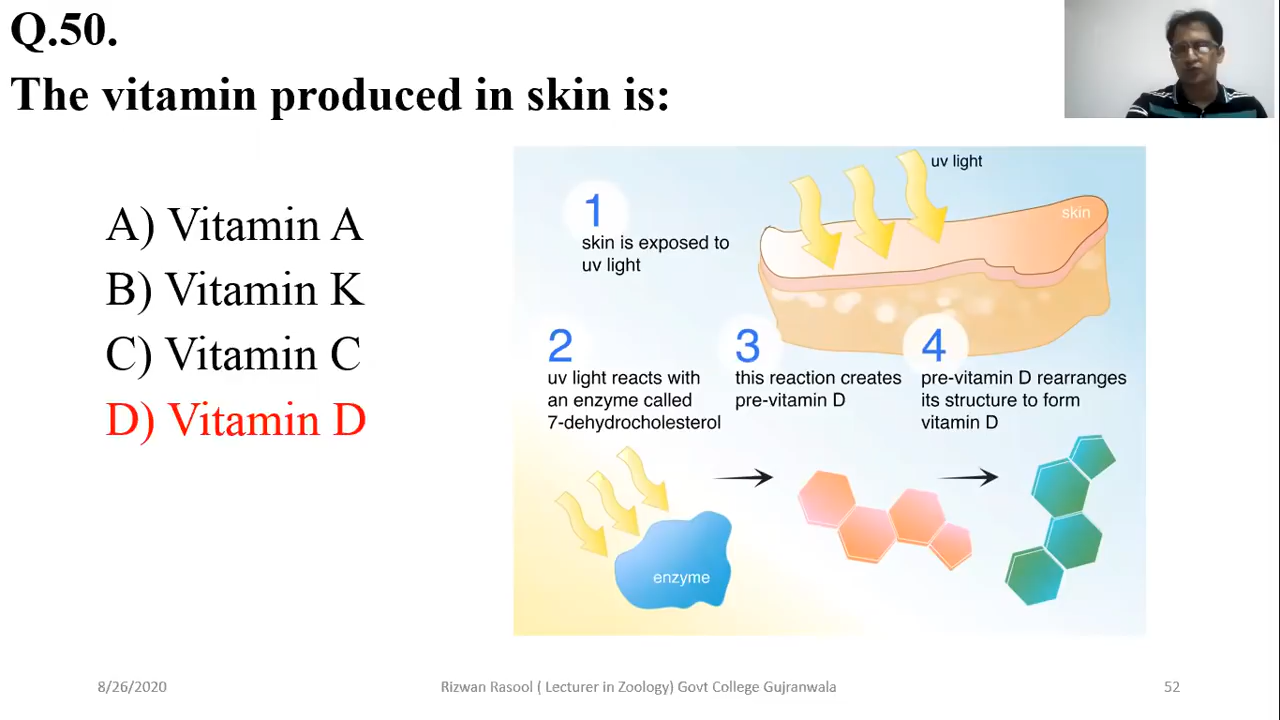 Q.50.
The vitamin produced in skin is:
A) Vitamin A
B) Vitamin K
C) Vitamin C
D) Vitamin D
uv light
skin
1
skin is exposed to
uv light
2
uv light reacts with
an enzyme called
7-dehydrocholesterol
3
this reaction creates
pre-vitamin D
4
pre-vitamin D rearranges
its structure to form
vitamin D
enzyme
8/26/2020
Rizwan Rasool ( Lecturer in Zoology) Govt College Gujranwala
52